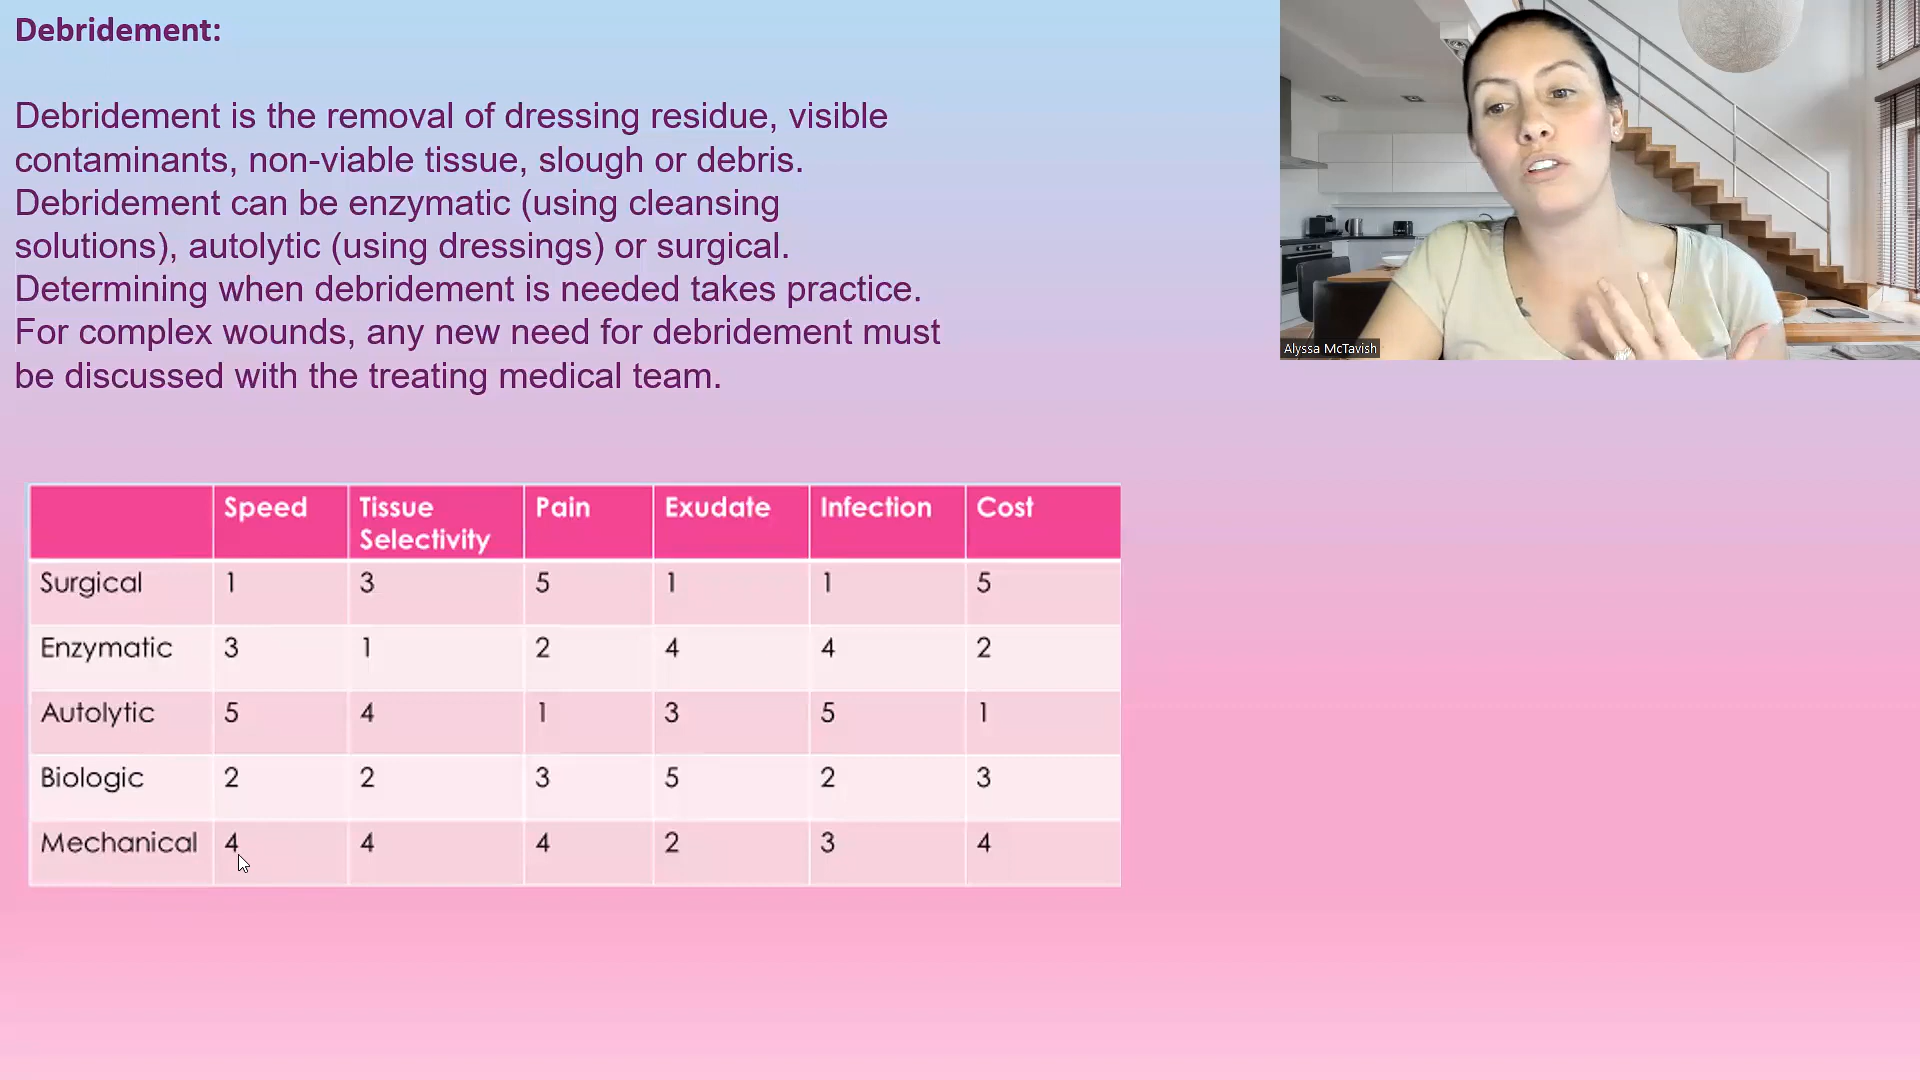 Debridement:
Debridement is the removal of dressing residue, visible
contaminants, non-viable tissue, slough or debris.
Debridement can be enzymatic (using cleansing
solutions), autolytic (using dressings) or surgical.
Determining when debridement is needed takes practice.
For complex wounds, any new need for debridement must
be discussed with the treating medical team.
Alyssa McTavish
Speed Tissue Selectivity Pain Exudate Infection Cost
Surgical 1 3 5 1 1 5
Enzymatic 3 1 2 4 4 2
Autolytic 5 4 1 3 5 1
Biologic 2 2 3 5 2 3
Mechanical 4 4 4 2 3 4